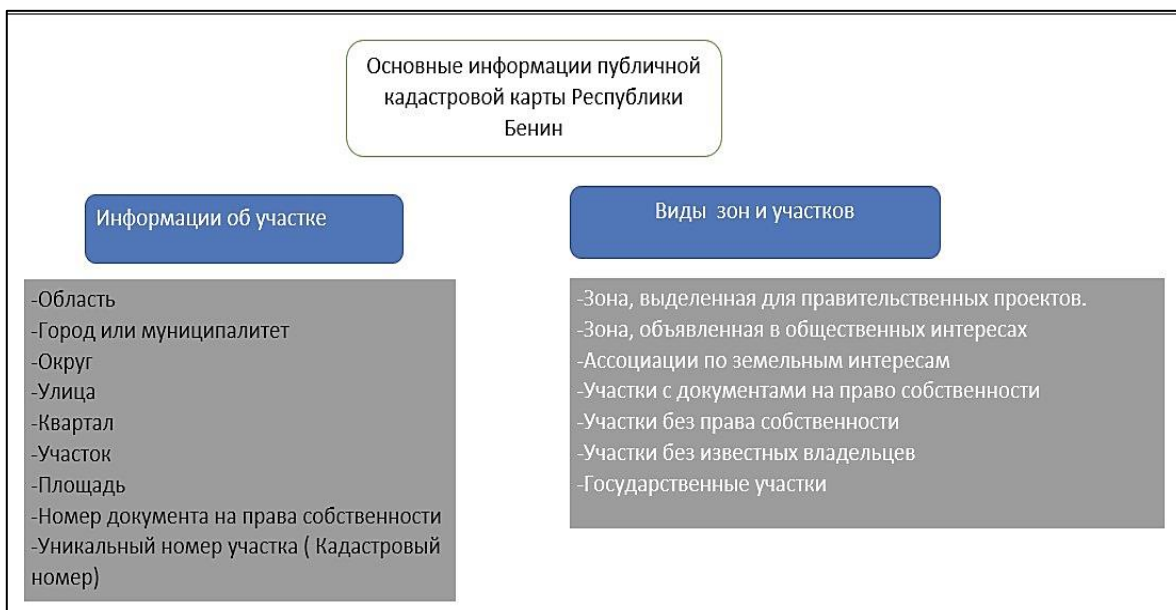 Основные информации публичной
кадастровой карты Республики
Бенин
Информации об участке
-Область
-Город или муниципалитет
-Округ
-Улица
-Квартал
-Участок
-Площадь
-Номер документа на права собственности
-Уникальный номер участка ( Кадастровый
номер)
Виды зон и участков
-Зона, выделенная для правительственных проектов.
-Зона, объявленная в общественных интересах
-Ассоциации по земельным интересам
-Участки с документами на право собственности
-Участки без права собственности
-Участки без известных владельцев
-Государственные участки